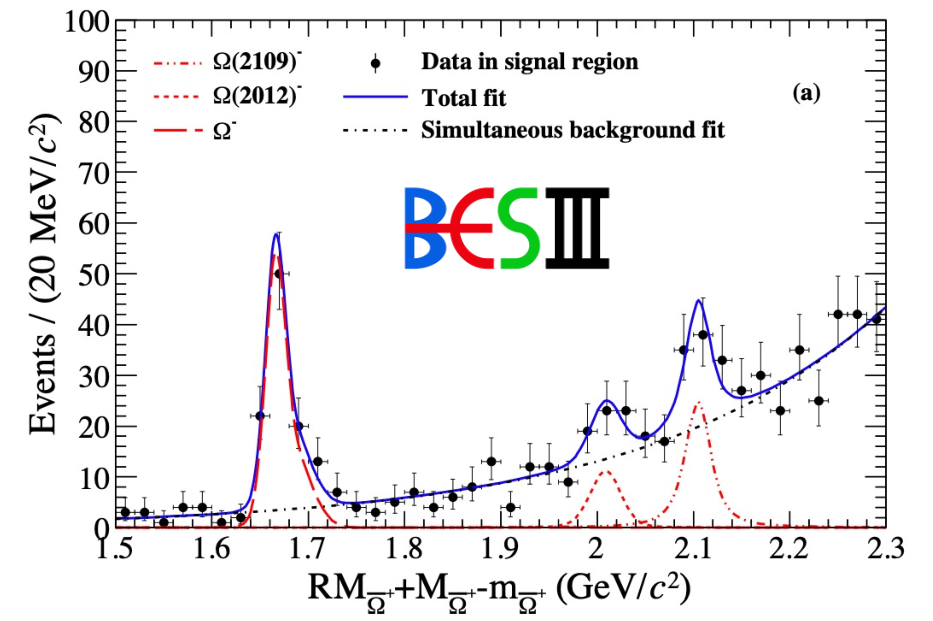 100
90
80
70
60
50
40
30
20
10
0
Events / (20 MeV/c²)
Ω(2109)⁻
Ω(2012)⁻
Ω⁻
Data in signal region
Total fit
Simultaneous background fit
(a)
BESIII
1.5 1.6 1.7 1.8 1.9 2 2.1 2.2 2.3
RM_Ω̅⁺+M_Ω̅⁺-m_Ω̅⁺ (GeV/c²)